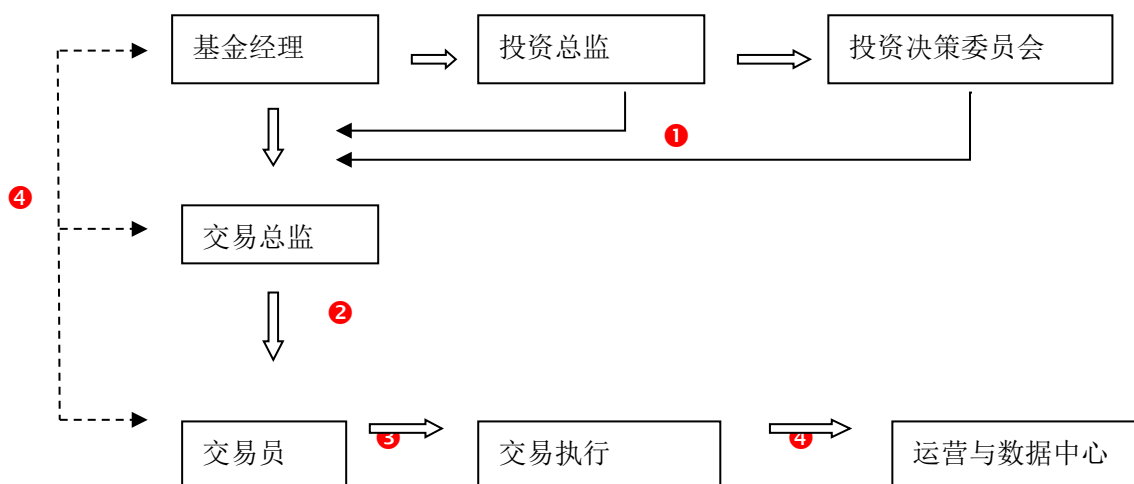 基金经理
投资总监
投资决策委员会
❶
❹
交易总监
❷
交易员
❸
交易执行
❹
运营与数据中心